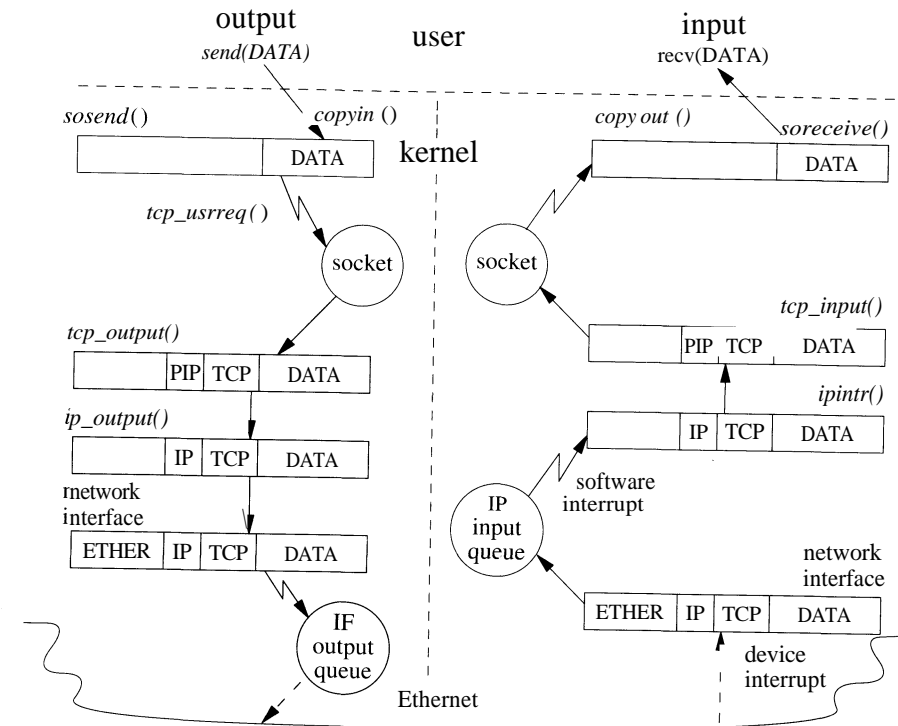 output
send(DATA)
user
input
recv(DATA)
sosend()
copyin ()
DATA
kernel
copy out ()
soreceive()
DATA
tcp_usrreq()
socket
socket
tcp_output()
PIP TCP DATA
tcp_input()
PIP TCP DATA
ip_output()
IP TCP DATA
ipintr()
IP TCP DATA
software
interrupt
network
interface
ETHER IP TCP DATA
IP
input
queue
network
interface
ETHER IP TCP DATA
IF
output
queue
device
interrupt
Ethernet